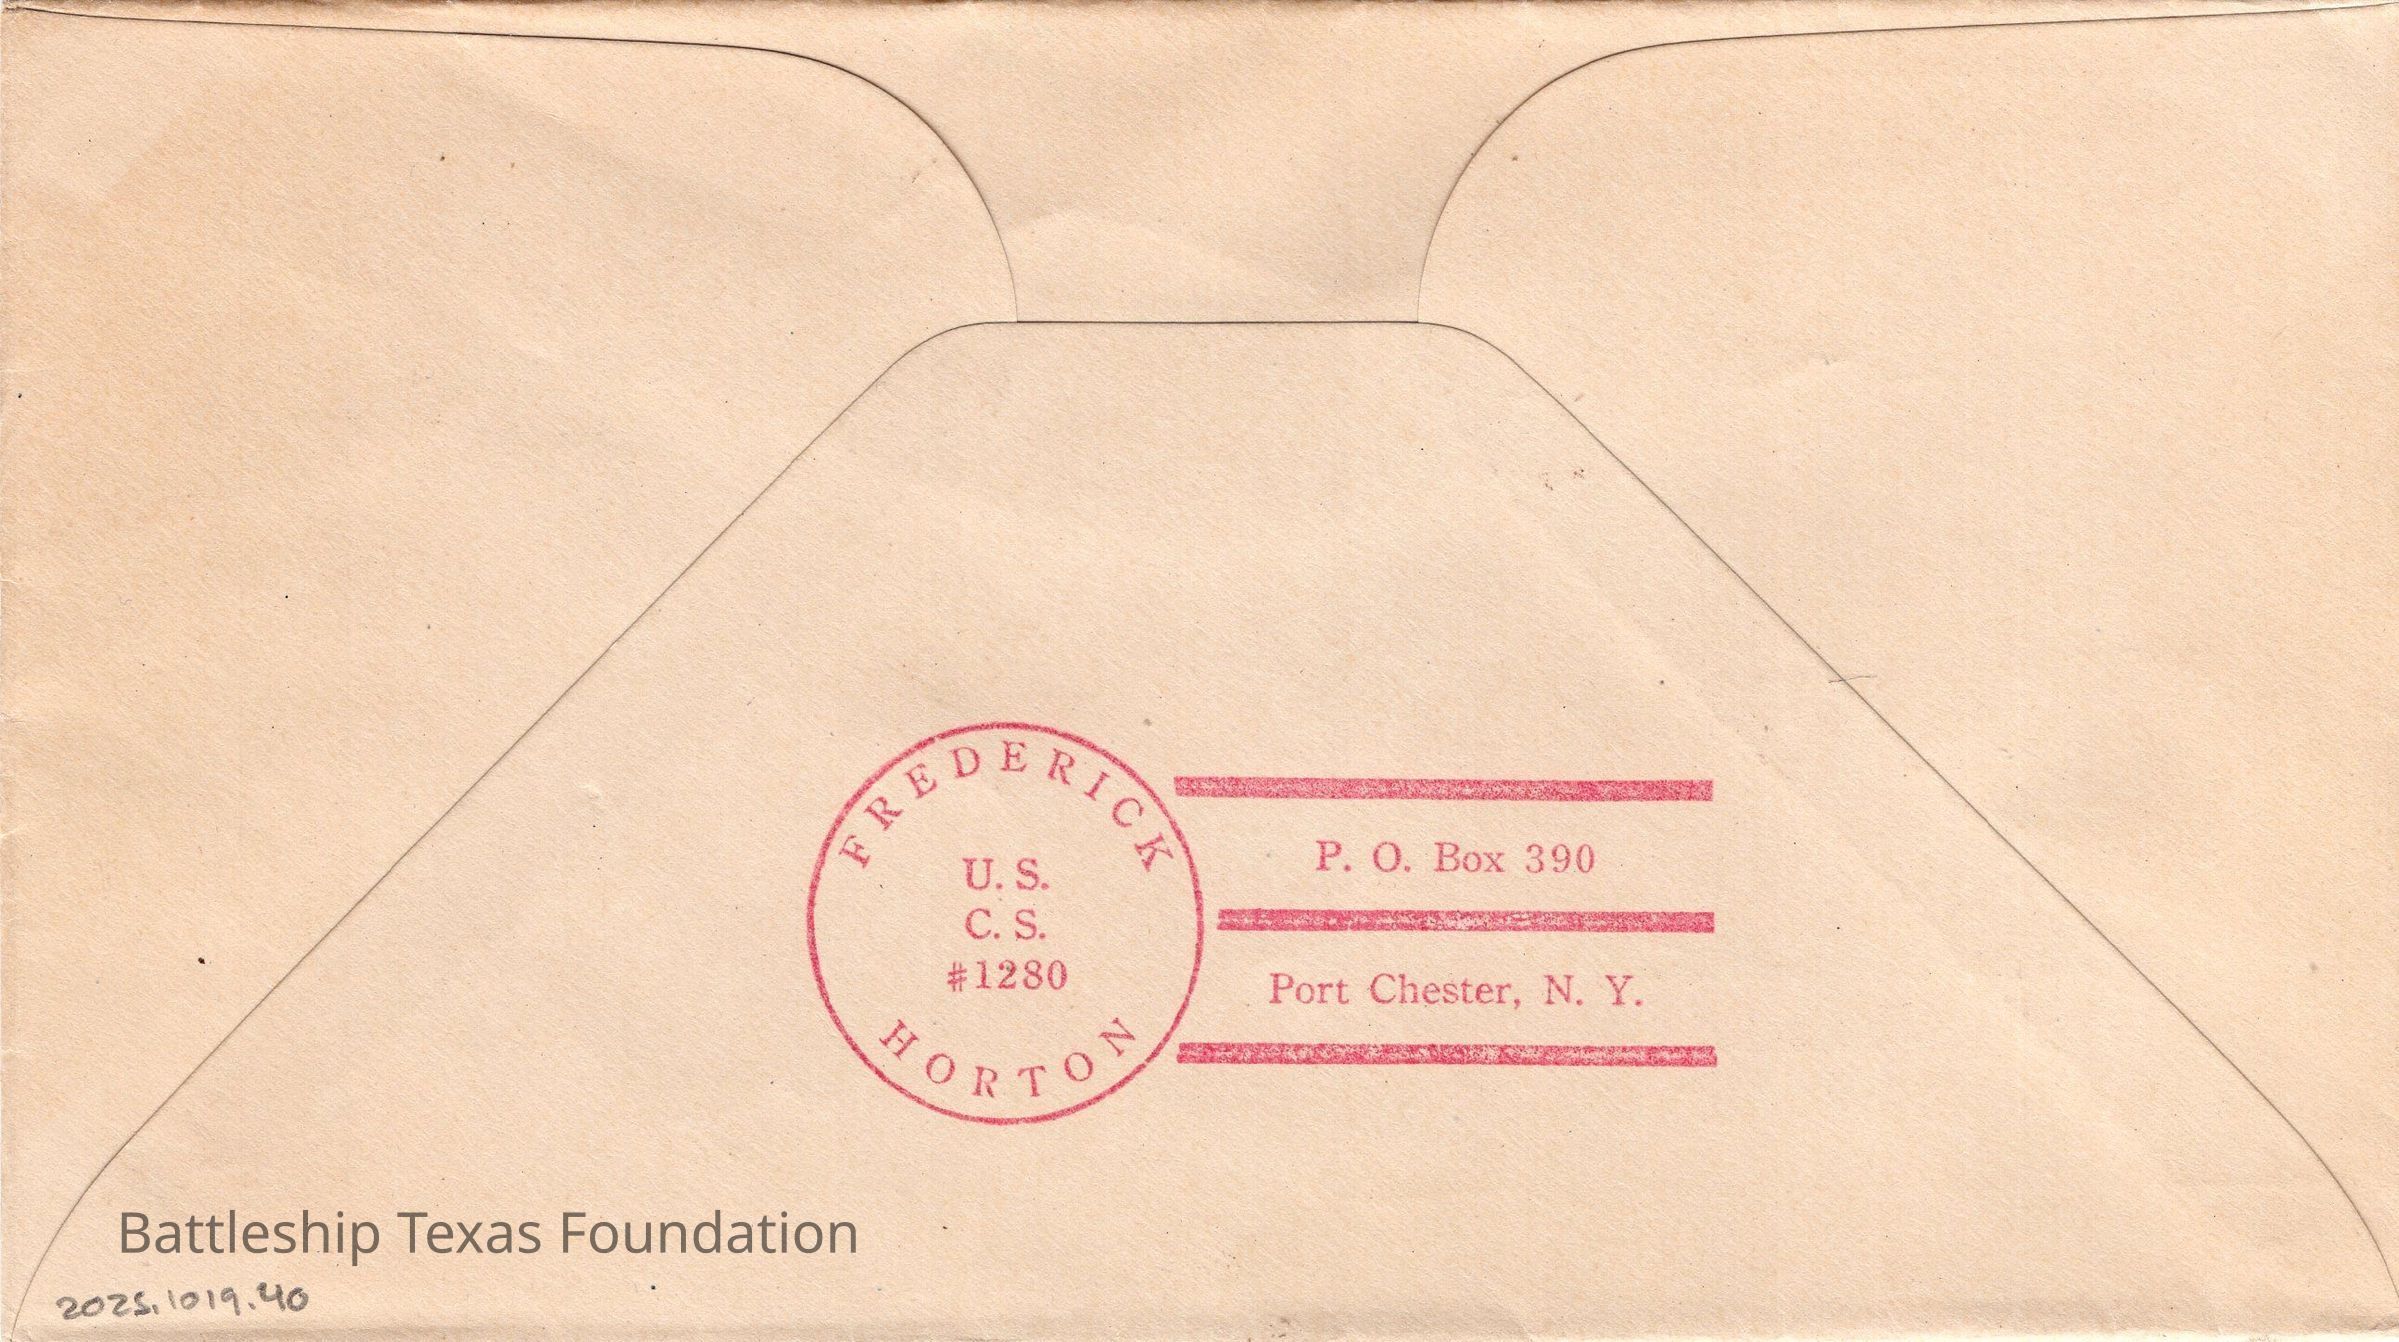 FREDERICK
U. S.
C. S.
#1280
HORTON
P. O. Box 390
Port Chester, N. Y.
Battleship Texas Foundation
2025.1019.40